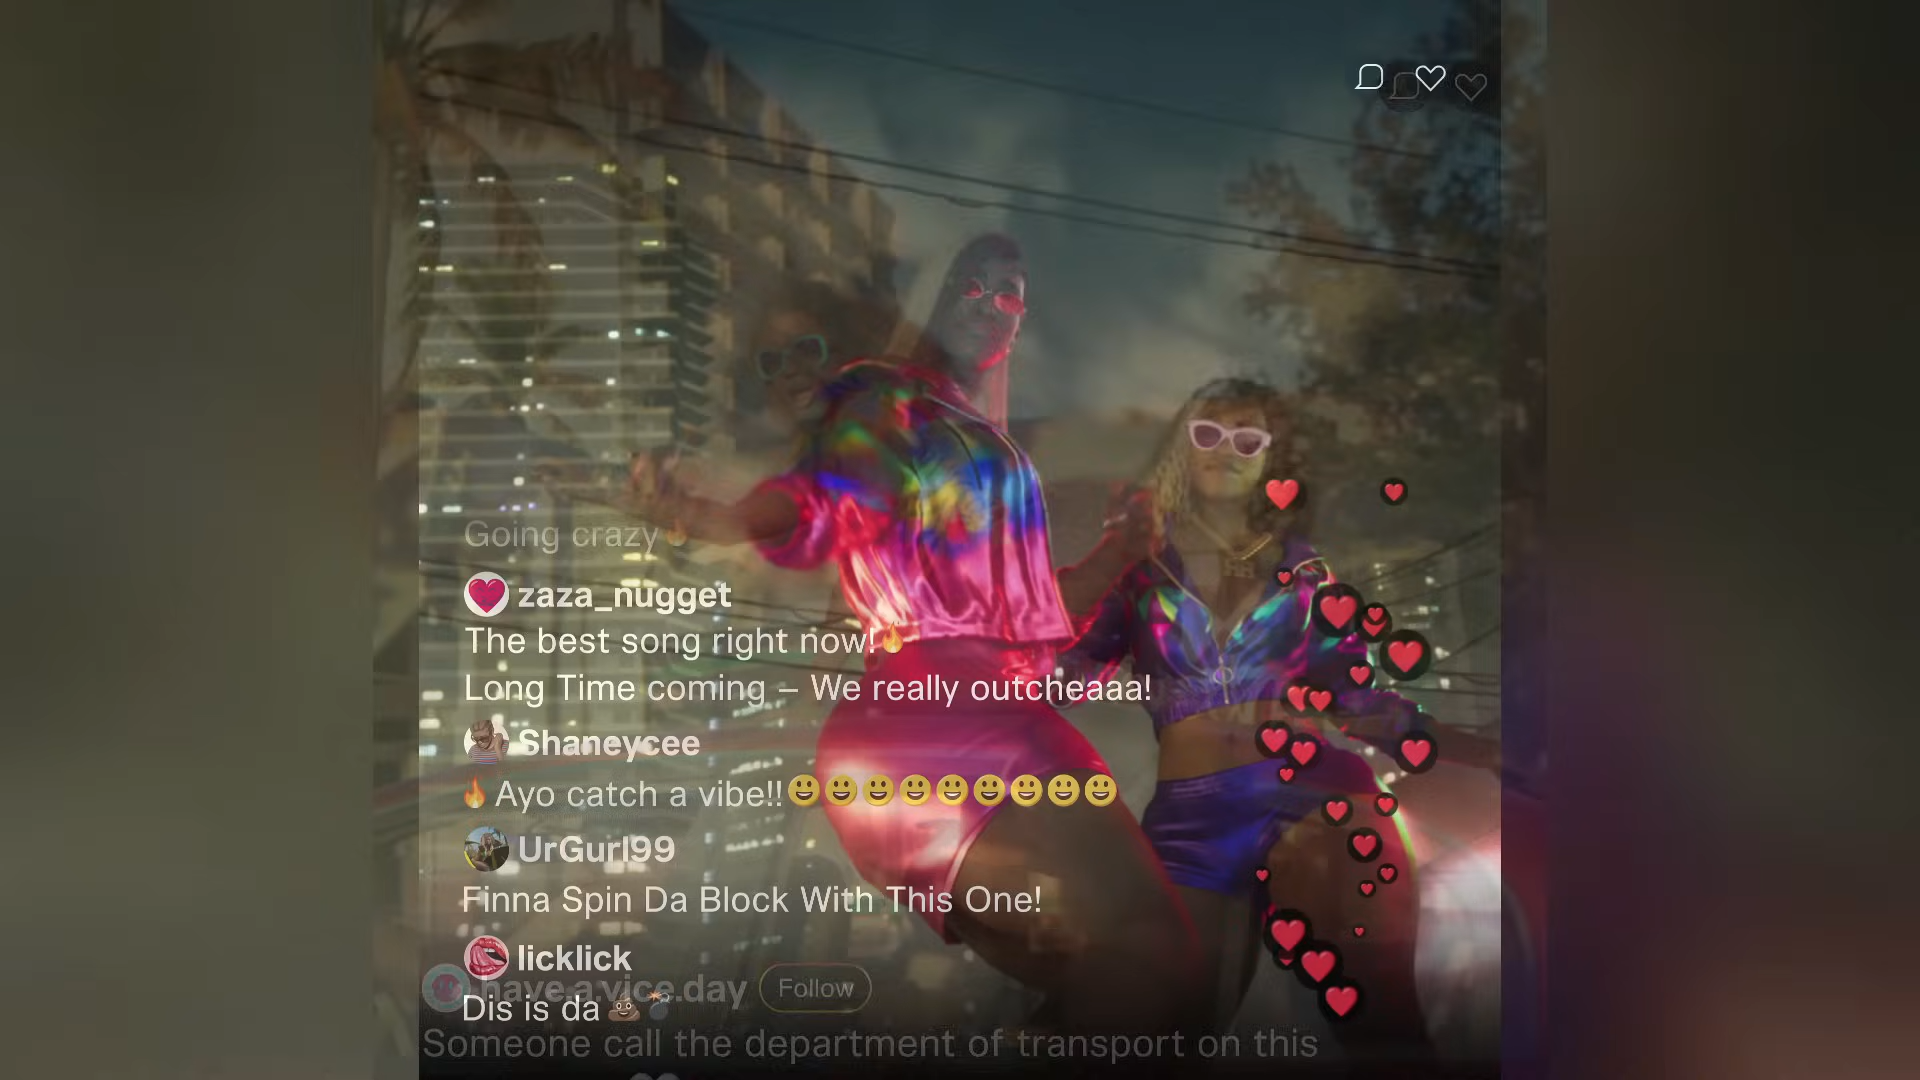 Going crazy🔥
zaza_nugget
The best song right now!🔥
Long Time coming – We really outcheaaa!
Shaneycee
🔥Ayo catch a vibe!!😀😀😀😀😀😀😀😀😀
UrGurl99
Finna Spin Da Block With This One!
licklick
have.a.vice.day Follow
Dis is da💩💣
Someone call the department of transport on this